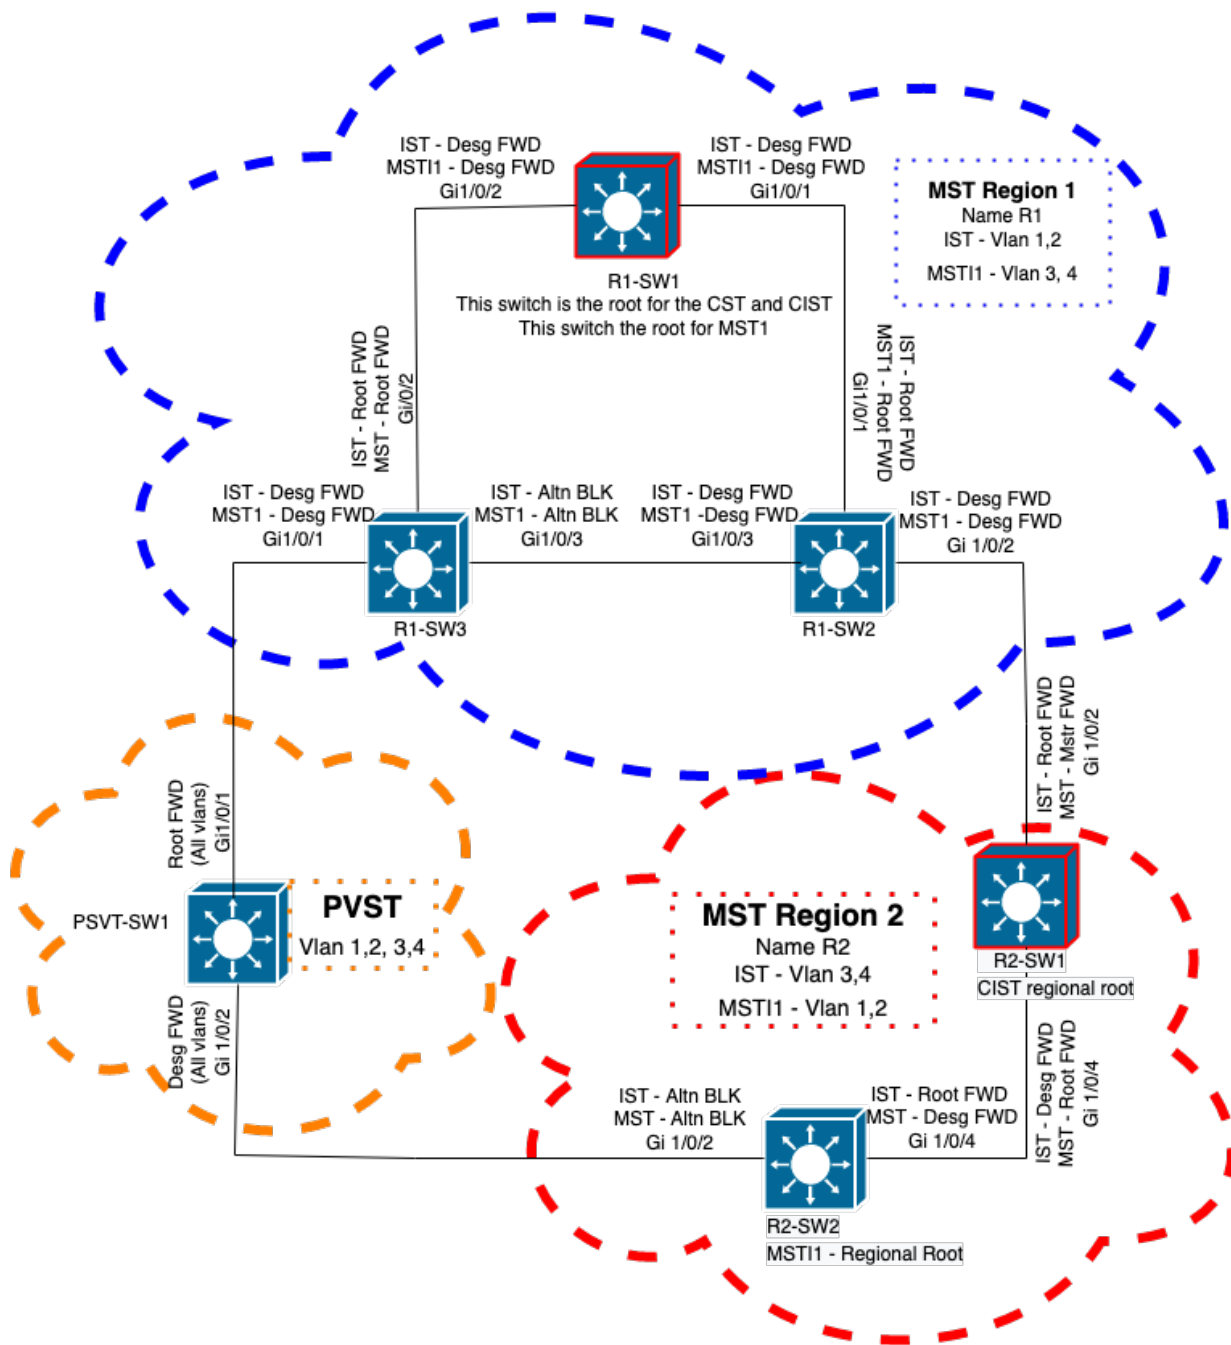 IST - Desg FWD
MSTI1 - Desg FWD
Gi1/0/2
IST - Desg FWD
MSTI1 - Desg FWD
Gi1/0/1
MST Region 1
Name R1
IST - Vlan 1,2
MSTI1 - Vlan 3, 4
R1-SW1
This switch is the root for the CST and CIST
This switch the root for MST1
IST - Root FWD
MST - Root FWD
Gi/0/2
IST - Root FWD
MST1 - Root FWD
Gi1/0/1
IST - Desg FWD
MST1 - Desg FWD
Gi1/0/1
IST - Altn BLK
MST1 - Altn BLK
Gi1/0/3
IST - Desg FWD
MST1 -Desg FWD
Gi1/0/3
IST - Desg FWD
MST1 - Desg FWD
Gi 1/0/2
R1-SW3
R1-SW2
IST - Root FWD
MST - Mstr FWD
Gi 1/0/2
Root FWD
(All vlans)
Gi1/0/1
PSVT-SW1
PVST
Vlan 1,2, 3,4
MST Region 2
Name R2
IST - Vlan 3,4
MSTI1 - Vlan 1,2
R2-SW1
CIST regional root
Desg FWD
(All vlans)
Gi 1/0/2
IST - Altn BLK
MST - Altn BLK
Gi 1/0/2
IST - Root FWD
MST - Desg FWD
Gi 1/0/4
IST - Desg FWD
MST - Root FWD
Gi 1/0/4
R2-SW2
MSTI1 - Regional Root